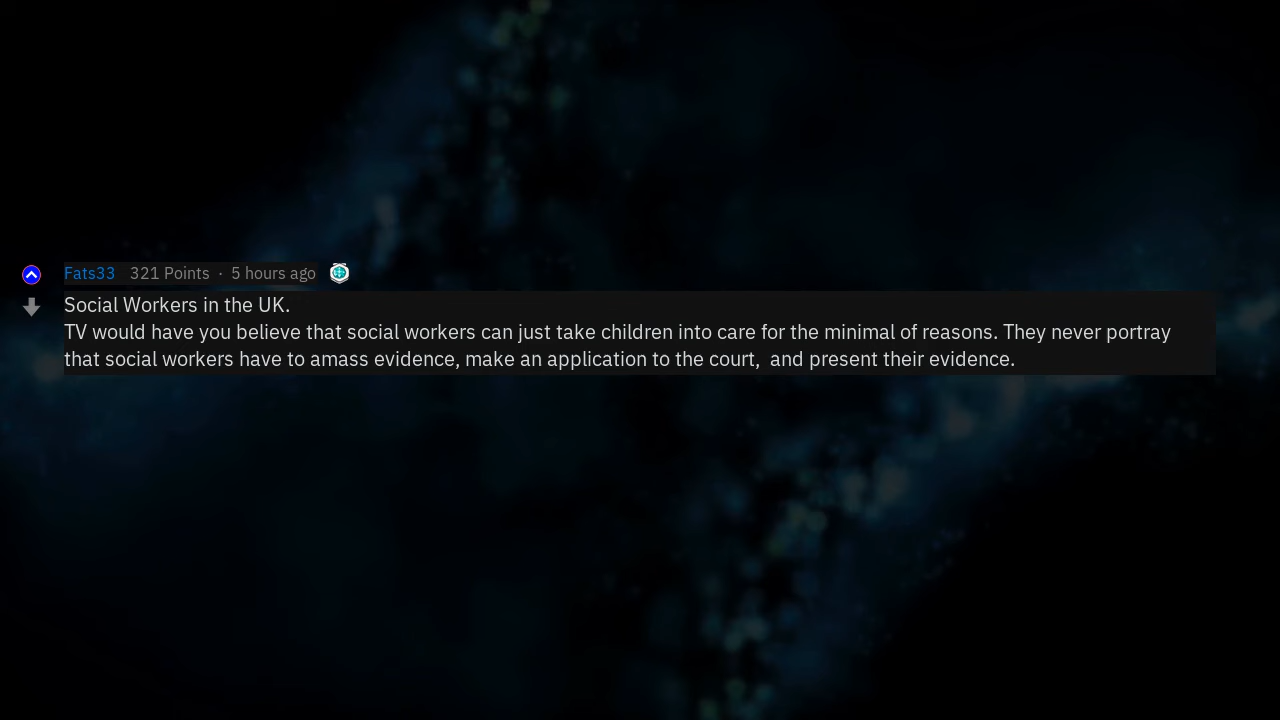 Fats33 321 Points · 5 hours ago
Social Workers in the UK.
TV would have you believe that social workers can just take children into care for the minimal of reasons. They never portray
that social workers have to amass evidence, make an application to the court,  and present their evidence.